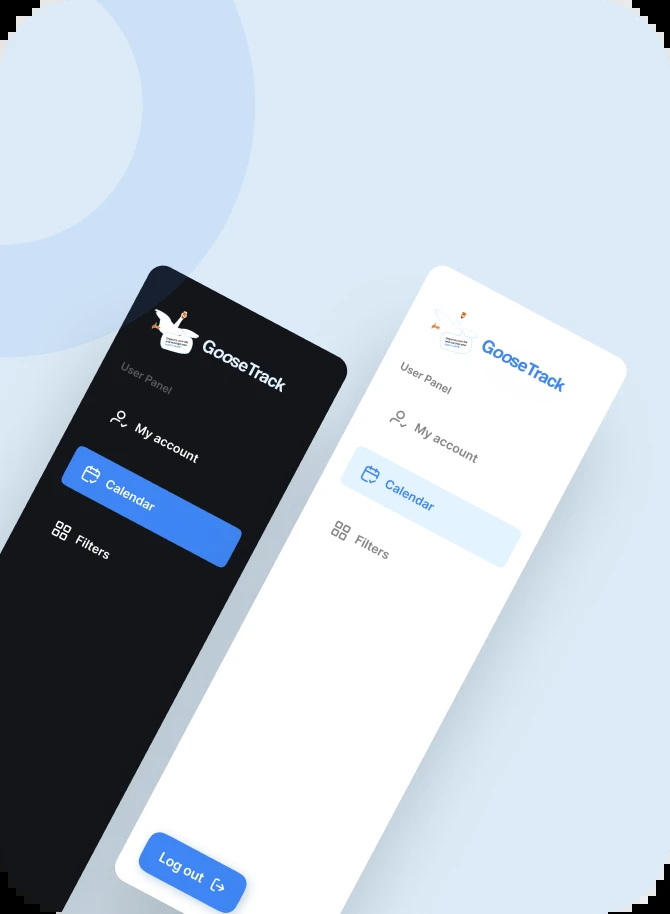 GooseTrack
User Panel
My account
Calendar
Filters
GooseTrack
User Panel
My account
Calendar
Filters
Log out